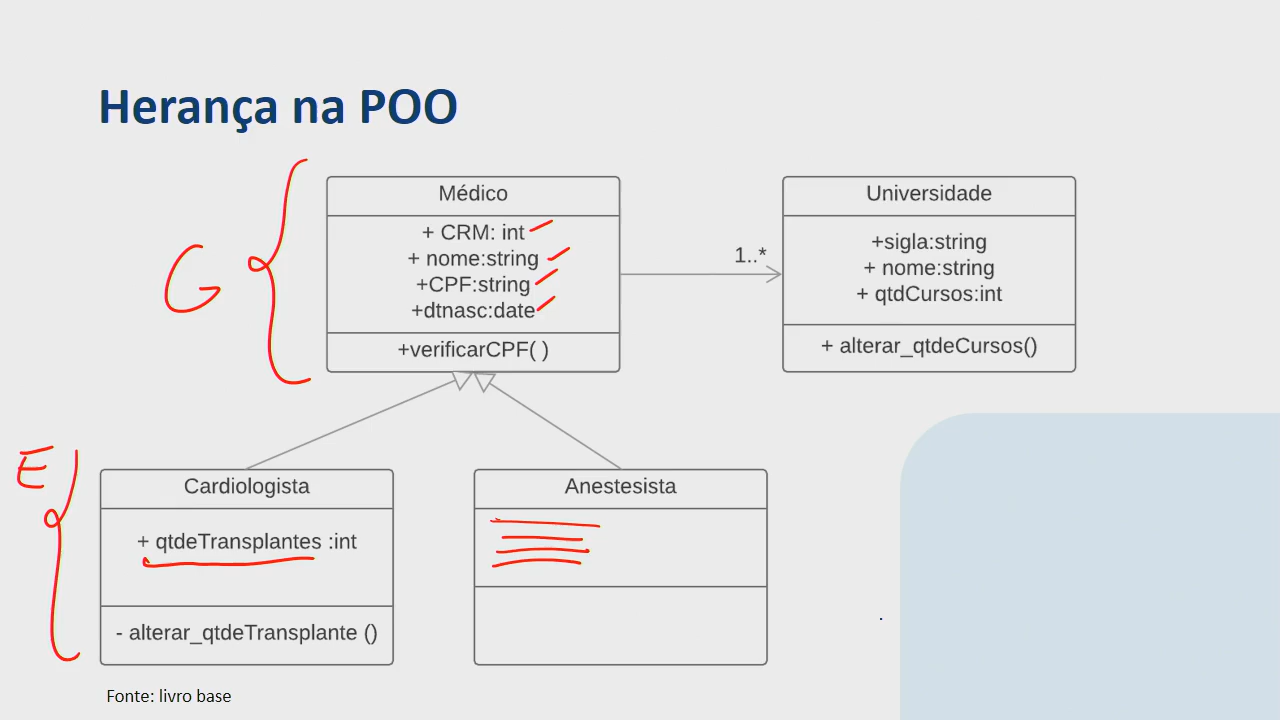 Herança na POO
G
Médico
+ CRM: int
+ nome:string
+CPF:string
+dtnasc:date
+verificarCPF( )
1..*
Universidade
+sigla:string
+ nome:string
+ qtdCursos:int
+ alterar_qtdeCursos()
E
Cardiologista
+ qtdeTransplantes :int
- alterar_qtdeTransplante ()
Anestesista
Fonte: livro base